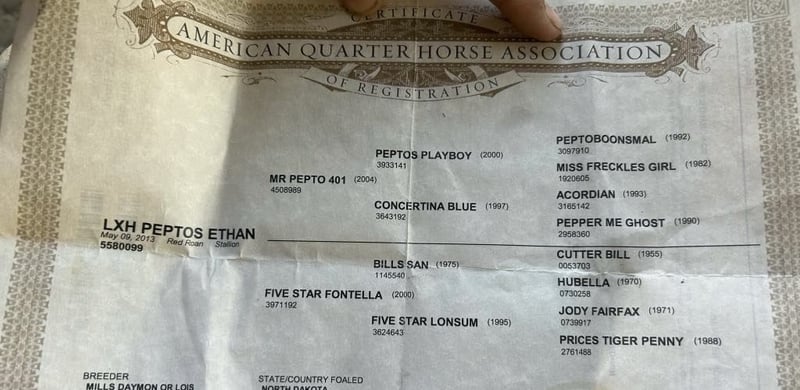 CERTIFICATE
AMERICAN QUARTER HORSE ASSOCIATION
OF REGISTRATION
PEPTOBOONSMAL (1992)
3097910
PEPTOS PLAYBOY (2000)
3933141
MISS FRECKLES GIRL (1982)
1920605
MR PEPTO 401 (2004)
4508989
ACORDIAN (1993)
3165142
CONCERTINA BLUE (1997)
3643192
PEPPER ME GHOST (1990)
2958360
LXH PEPTOS ETHAN
May 09, 2013 Red Roan Stallion
5580099
CUTTER BILL (1955)
0053703
BILLS SAN (1975)
1145540
HUBELLA (1970)
0730258
FIVE STAR FONTELLA (2000)
3971192
JODY FAIRFAX (1971)
0739917
FIVE STAR LONSUM (1995)
3624643
PRICES TIGER PENNY (1988)
2761488
BREEDER
MILLS DAYMON OR LOIS
STATE/COUNTRY FOALED
NORTH DAKOTA